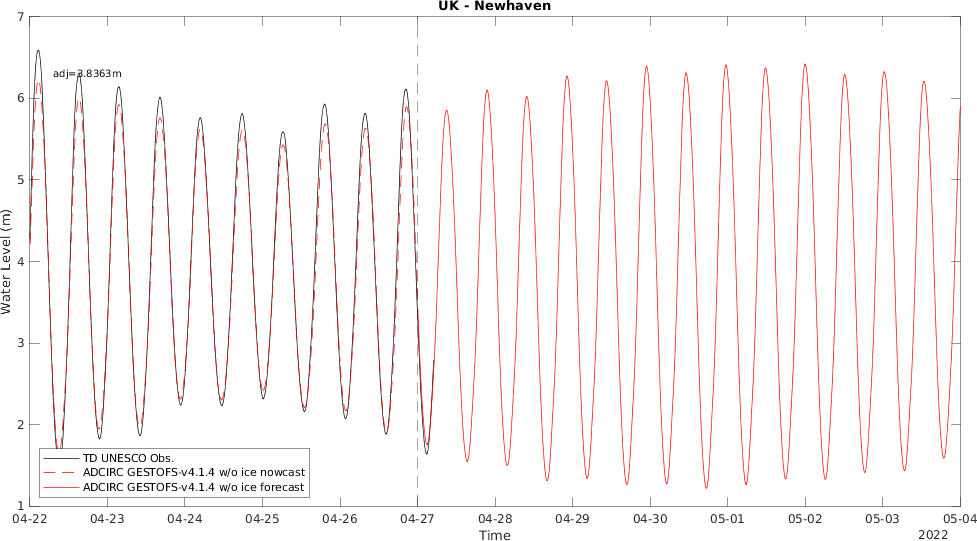 UK - Newhaven
7
adj=3.8363m
6
5
4
3
2
1
Water Level (m)
TD UNESCO Obs.
ADCIRC GESTOFS-v4.1.4 w/o ice nowcast
ADCIRC GESTOFS-v4.1.4 w/o ice forecast
04-22 04-23 04-24 04-25 04-26 04-27 04-28 04-29 04-30 05-01 05-02 05-03 05-04
Time
2022